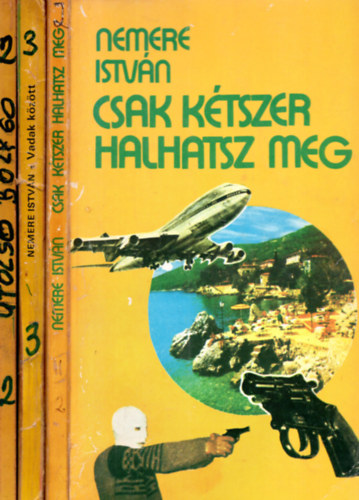 NEMERE
ISTVÁN
CSAK KÉTSZER
HALHATSZ MEG
NEMERE ISTVÁN · CSAK KÉTSZER HALHATSZ MEG
3
NEMERE ISTVÁN · Vadak között
3
2
UTOLSÓ
2